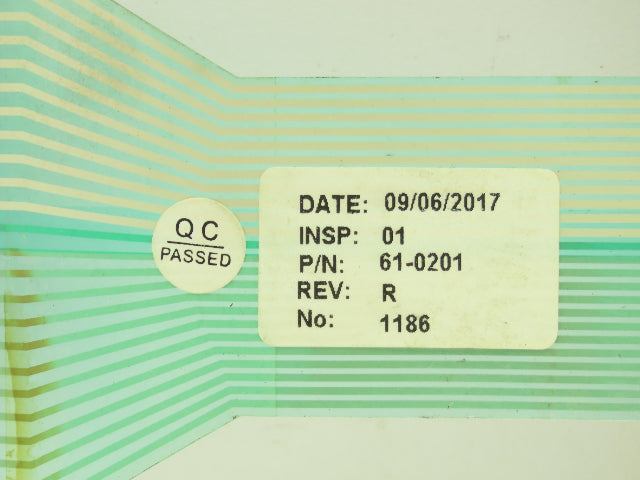 QC
PASSED
DATE: 09/06/2017
INSP: 01
P/N: 61-0201
REV: R
No: 1186